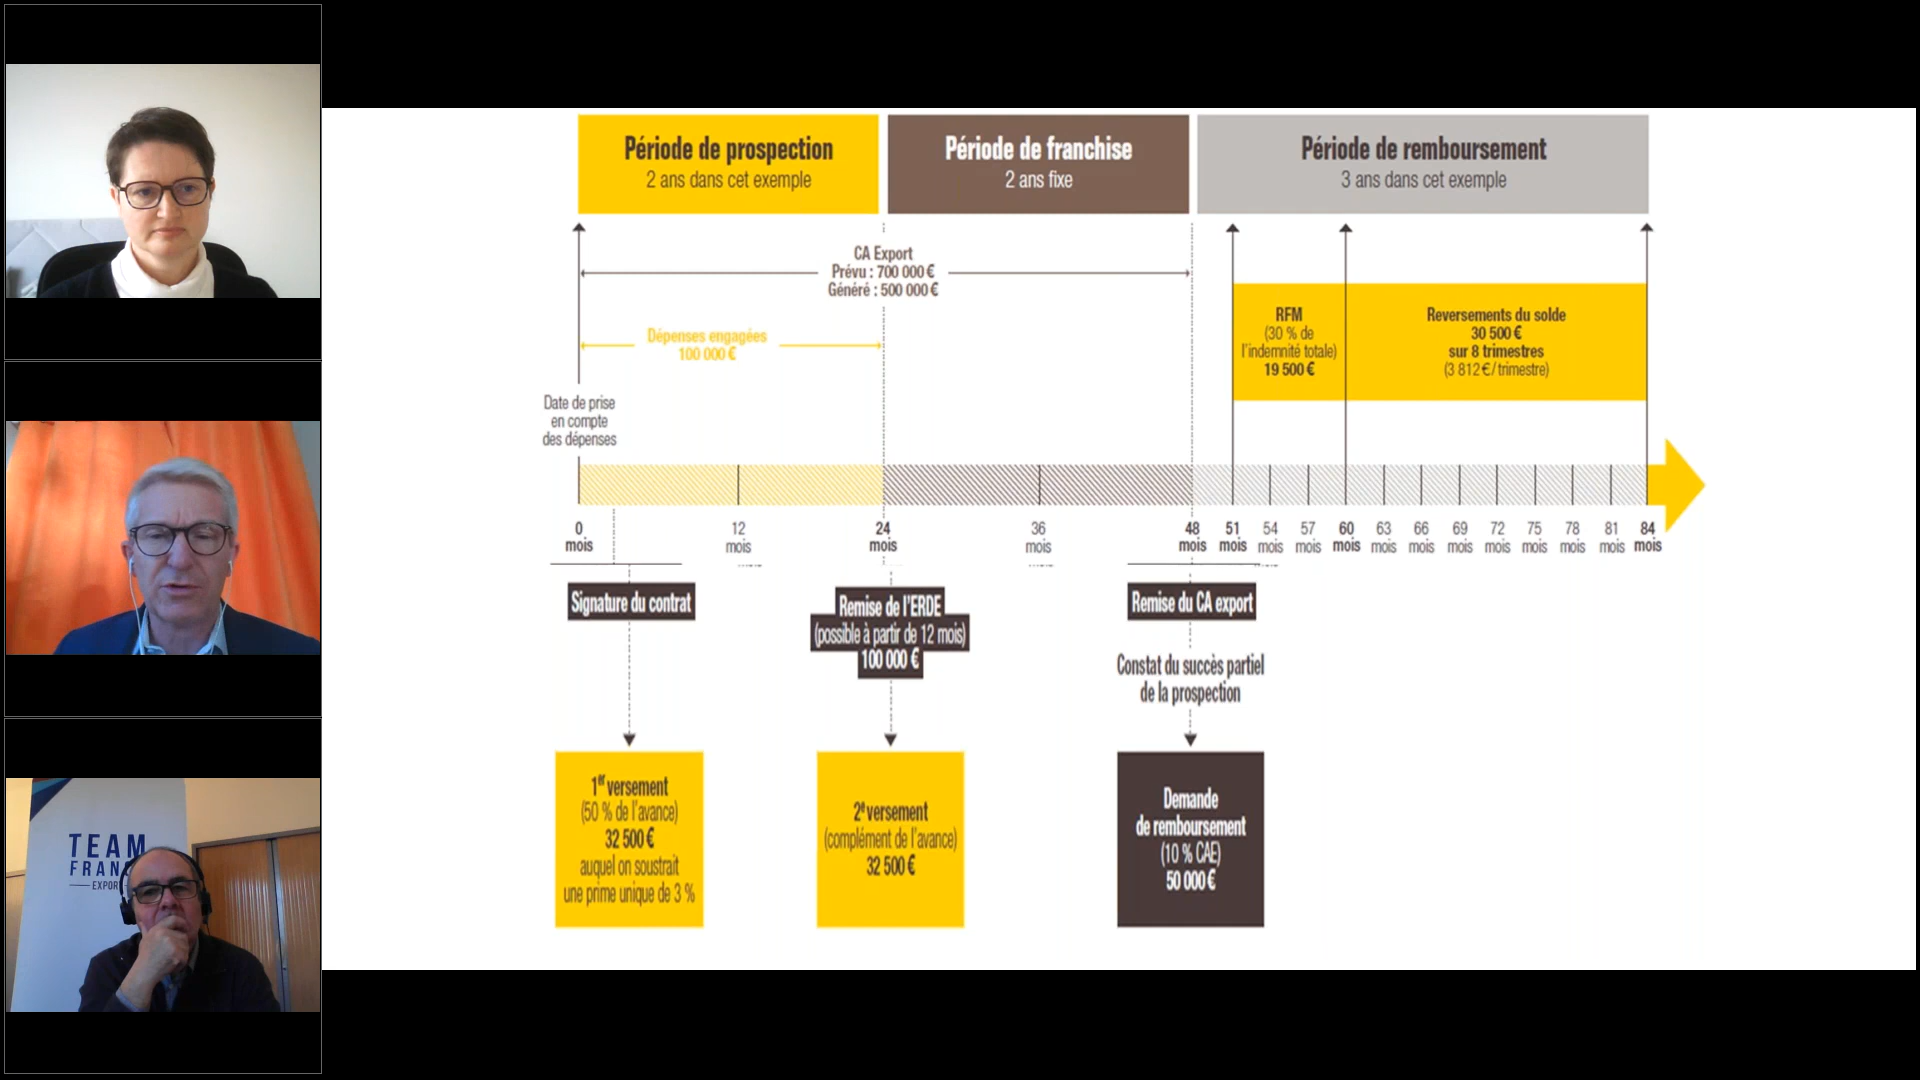 Période de prospection
2 ans dans cet exemple
Période de franchise
2 ans fixe
Période de remboursement
3 ans dans cet exemple
CA Export
Prévu : 700 000 €
Généré : 500 000 €
Dépenses engagées
100 000 €
Date de prise
en compte
des dépenses
RFM
(30 % de
l'indemnité totale)
19 500 €
Reversements du solde
30 500 €
sur 8 trimestres
(3 812 €/trimestre)
0 12 24 36 48 51 54 57 60 63 66 69 72 75 78 81 84
mois mois mois mois mois mois mois mois mois mois mois mois mois mois mois mois mois
Signature du contrat
Remise de l'ERDE
(possible à partir de 12 mois)
100 000 €
Remise du CA export
Constat du succès partiel
de la prospection
1er versement
(50 % de l'avance)
32 500 €
auquel on soustrait
une prime unique de 3 %
2e versement
(complément de l'avance)
32 500 €
Demande
de remboursement
(10 % CAE)
50 000 €
TEAM
FRAN
EXPOR